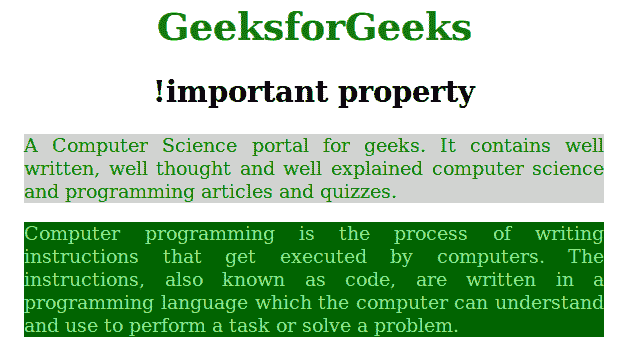 GeeksforGeeks
!important property
A Computer Science portal for geeks. It contains well
written, well thought and well explained computer science
and programming articles and quizzes.
Computer programming is the process of writing
instructions that get executed by computers. The
instructions, also known as code, are written in a
programming language which the computer can understand
and use to perform a task or solve a problem.